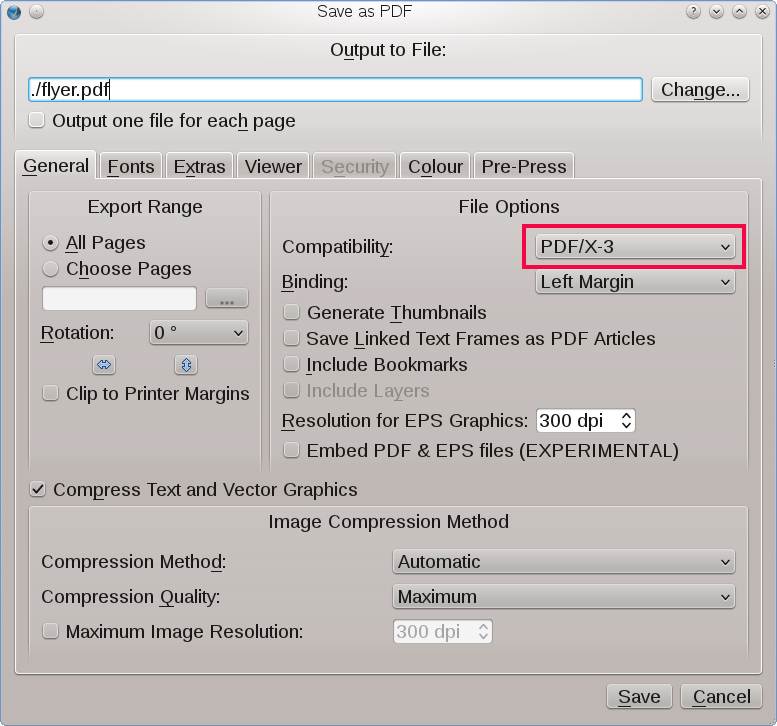 Save as PDF
Output to File:
./flyer.pdf
Change...
Output one file for each page
General Fonts Extras Viewer Security Colour Pre-Press
Export Range
All Pages
Choose Pages
...
Rotation: 0 °
Clip to Printer Margins
File Options
Compatibility: PDF/X-3
Binding: Left Margin
Generate Thumbnails
Save Linked Text Frames as PDF Articles
Include Bookmarks
Include Layers
Resolution for EPS Graphics: 300 dpi
Embed PDF & EPS files (EXPERIMENTAL)
Compress Text and Vector Graphics
Image Compression Method
Compression Method: Automatic
Compression Quality: Maximum
Maximum Image Resolution: 300 dpi
Save Cancel